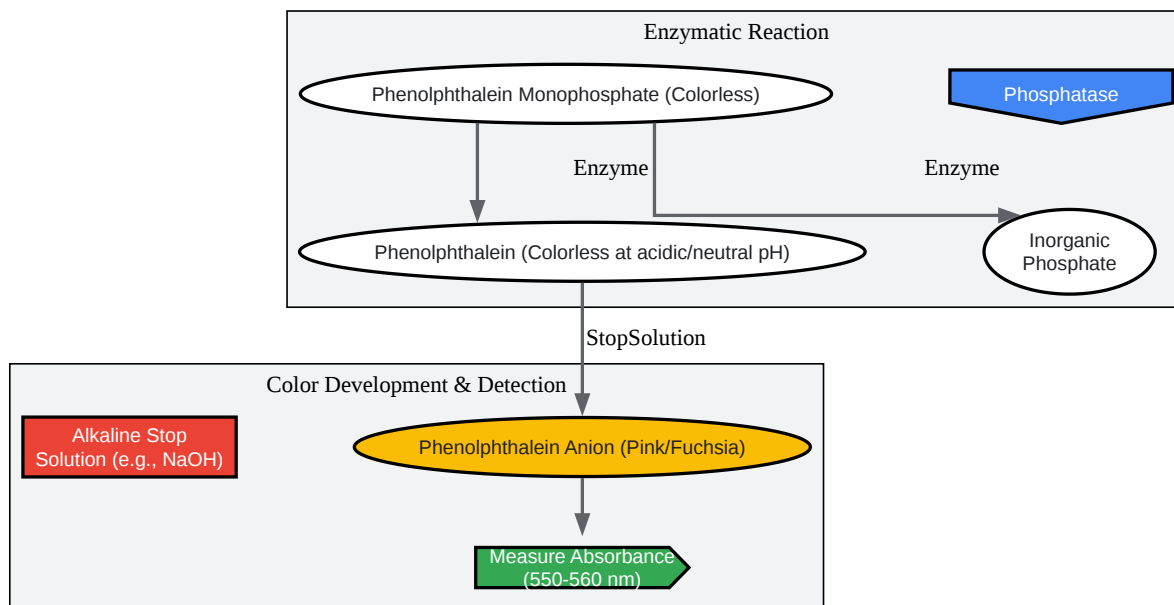 Enzymatic Reaction
Phenolphthalein Monophosphate (Colorless)
Phosphatase
Enzyme
Enzyme
Phenolphthalein (Colorless at acidic/neutral pH)
Inorganic
Phosphate
StopSolution
Color Development & Detection
Alkaline Stop
Solution (e.g., NaOH)
Phenolphthalein Anion (Pink/Fuchsia)
Measure Absorbance
(550-560 nm)